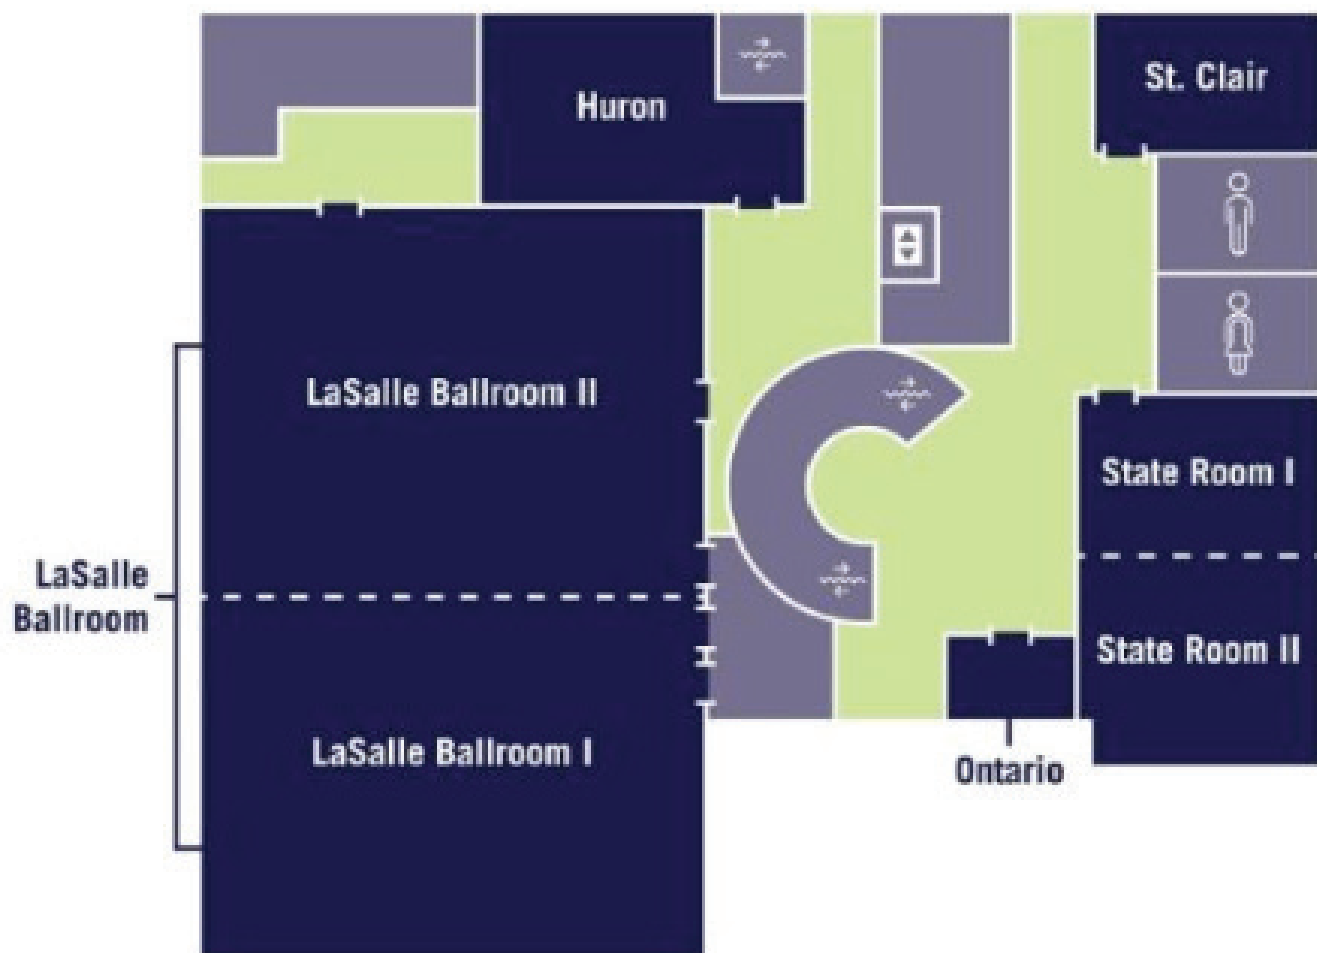 Huron
St. Clair
LaSalle Ballroom II
State Room I
LaSalle
Ballroom
State Room II
LaSalle Ballroom I
Ontario